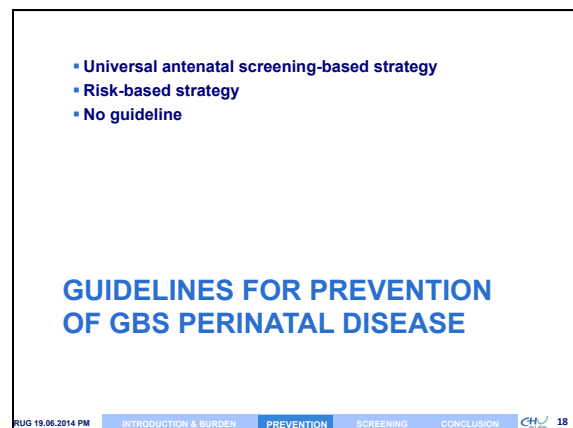 ▪ Universal antenatal screening-based strategy
▪ Risk-based strategy
▪ No guideline
GUIDELINES FOR PREVENTION
OF GBS PERINATAL DISEASE
RUG 19.06.2014 PM INTRODUCTION & BURDEN PREVENTION SCREENING CONCLUSION CHU 18